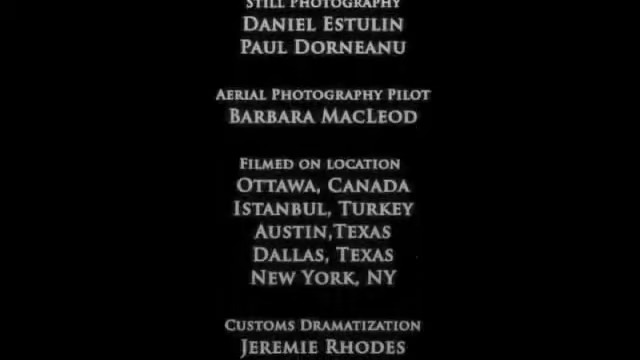 Still Photography
Daniel Estulin
Paul Dorneanu
Aerial Photography Pilot
Barbara MacLeod
Filmed on location
Ottawa, Canada
Istanbul, Turkey
Austin,Texas
Dallas, Texas
New York, NY
Customs Dramatization
Jeremie Rhodes